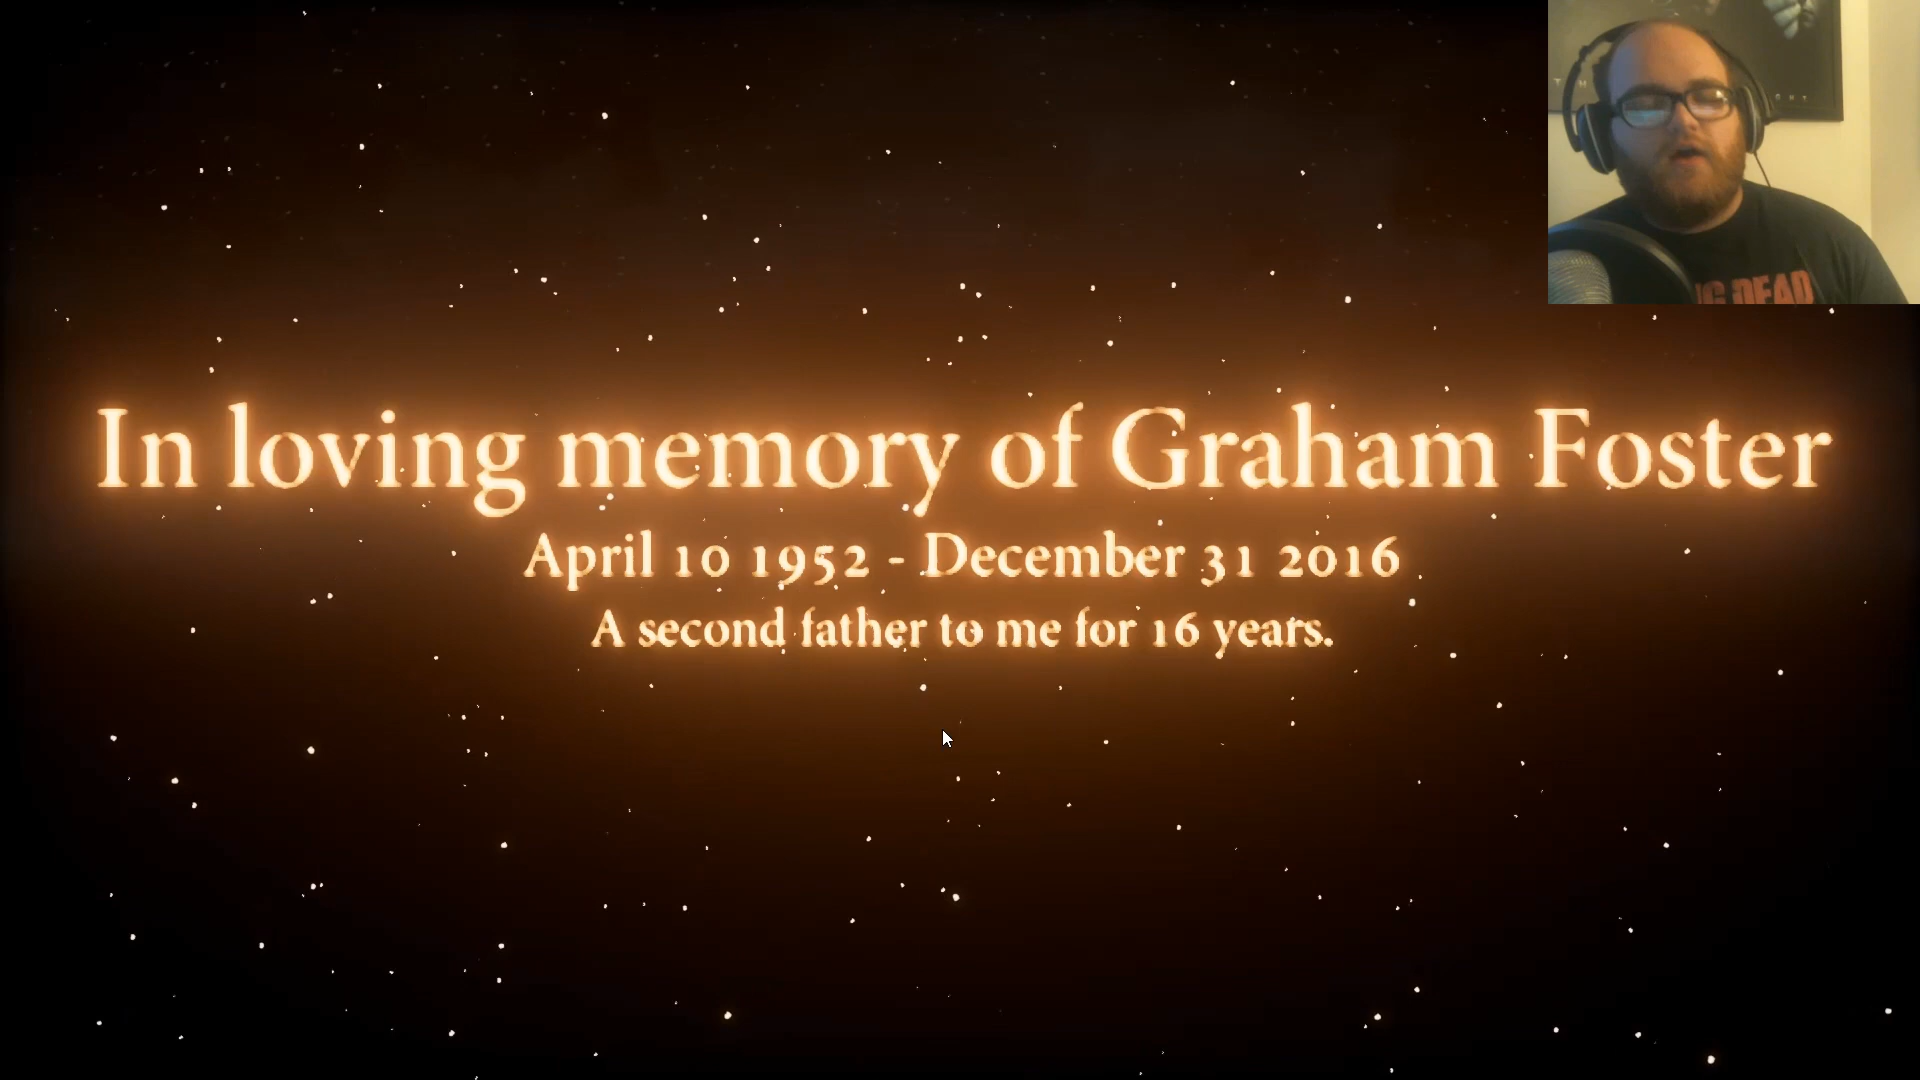 In loving memory of Graham Foster
April 10 1952 - December 31 2016
A second father to me for 16 years.
DEAD